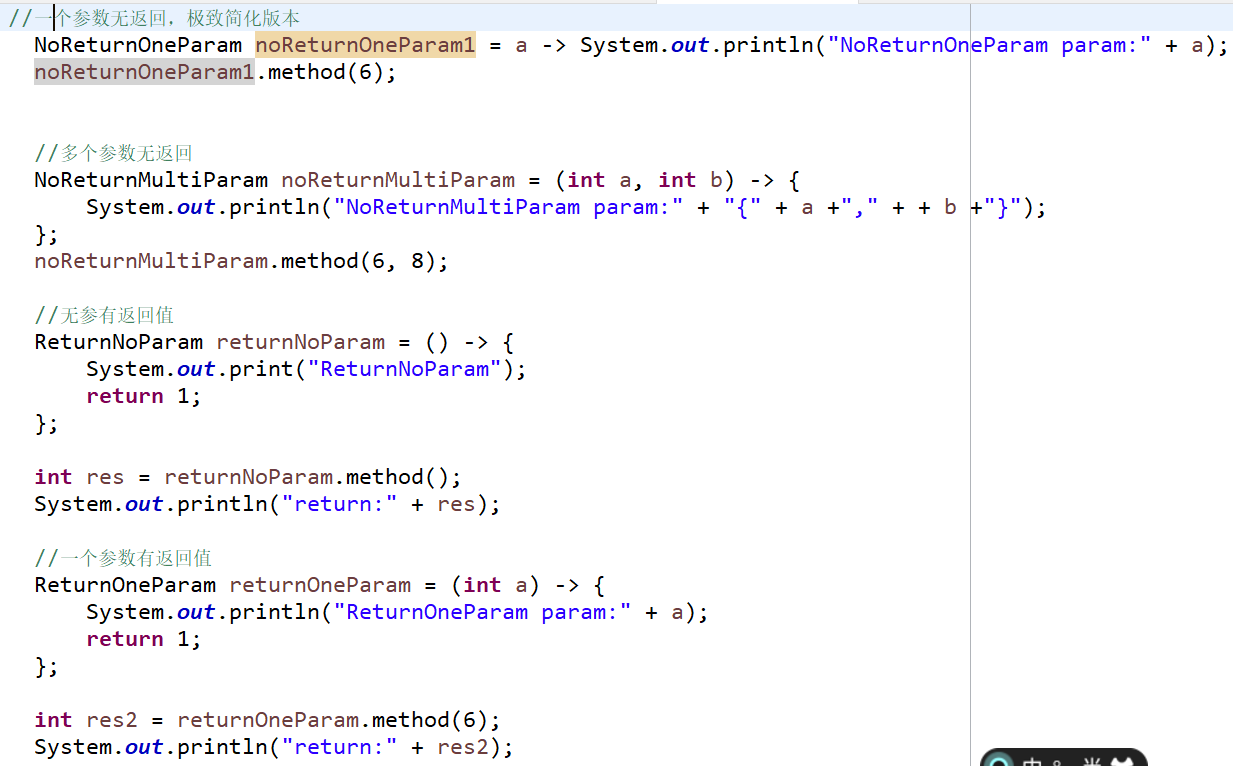 //一个参数无返回，极致简化版本
NoReturnOneParam noReturnOneParam1 = a -> System.out.println("NoReturnOneParam param:" + a);
noReturnOneParam1.method(6);
//多个参数无返回
NoReturnMultiParam noReturnMultiParam = (int a, int b) -> {
System.out.println("NoReturnMultiParam param:" + "{" + a +"," + + b +"}");
};
noReturnMultiParam.method(6, 8);
//无参有返回值
ReturnNoParam returnNoParam = () -> {
System.out.print("ReturnNoParam");
return 1;
};
int res = returnNoParam.method();
System.out.println("return:" + res);
//一个参数有返回值
ReturnOneParam returnOneParam = (int a) -> {
System.out.println("ReturnOneParam param:" + a);
return 1;
};
int res2 = returnOneParam.method(6);
System.out.println("return:" + res2);